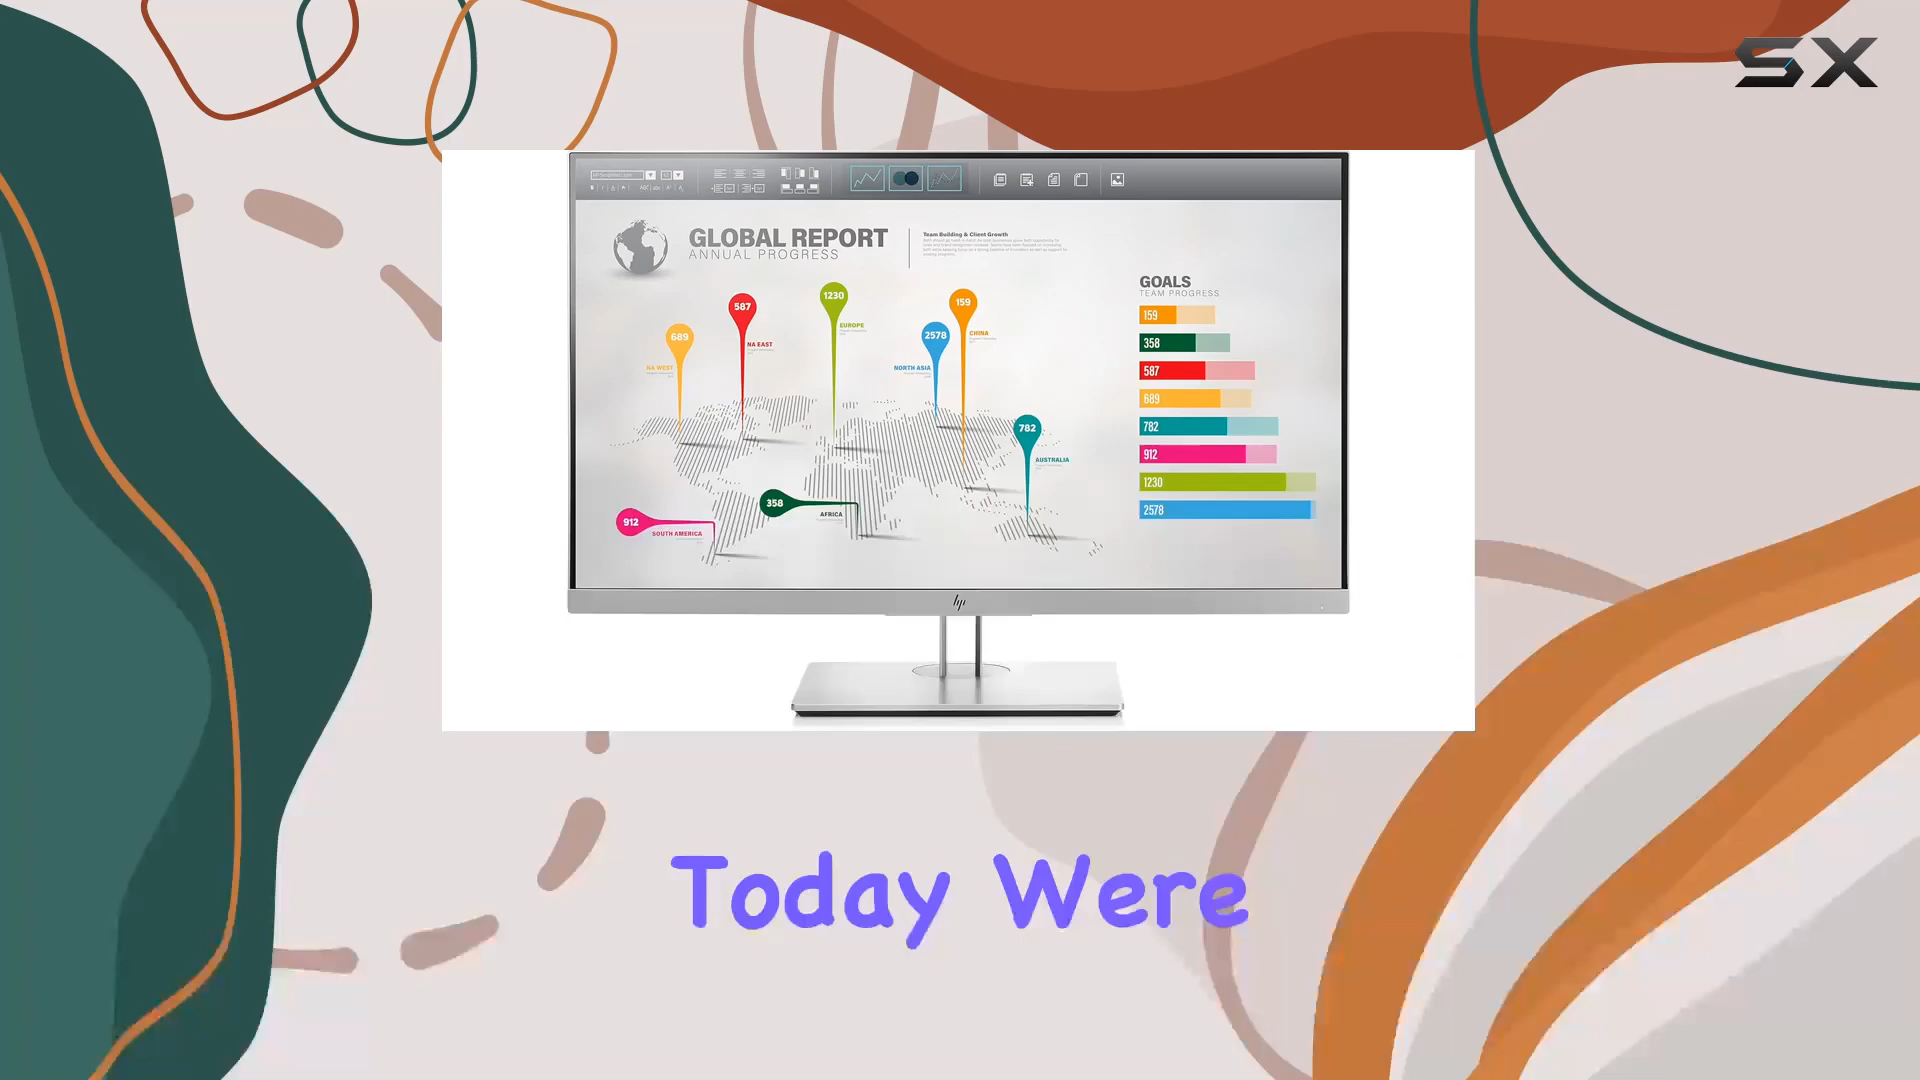 SX
GLOBAL REPORT
ANNUAL PROGRESS
Team Building & Client Growth
GOALS
TEAM PROGRESS
159
358
587
689
782
912
1230
2578
1230
EUROPE
587
NA EAST
159
CHINA
689
NA WEST
2578
NORTH ASIA
782
AUSTRALIA
358
AFRICA
912
SOUTH AMERICA
hp
Today Were